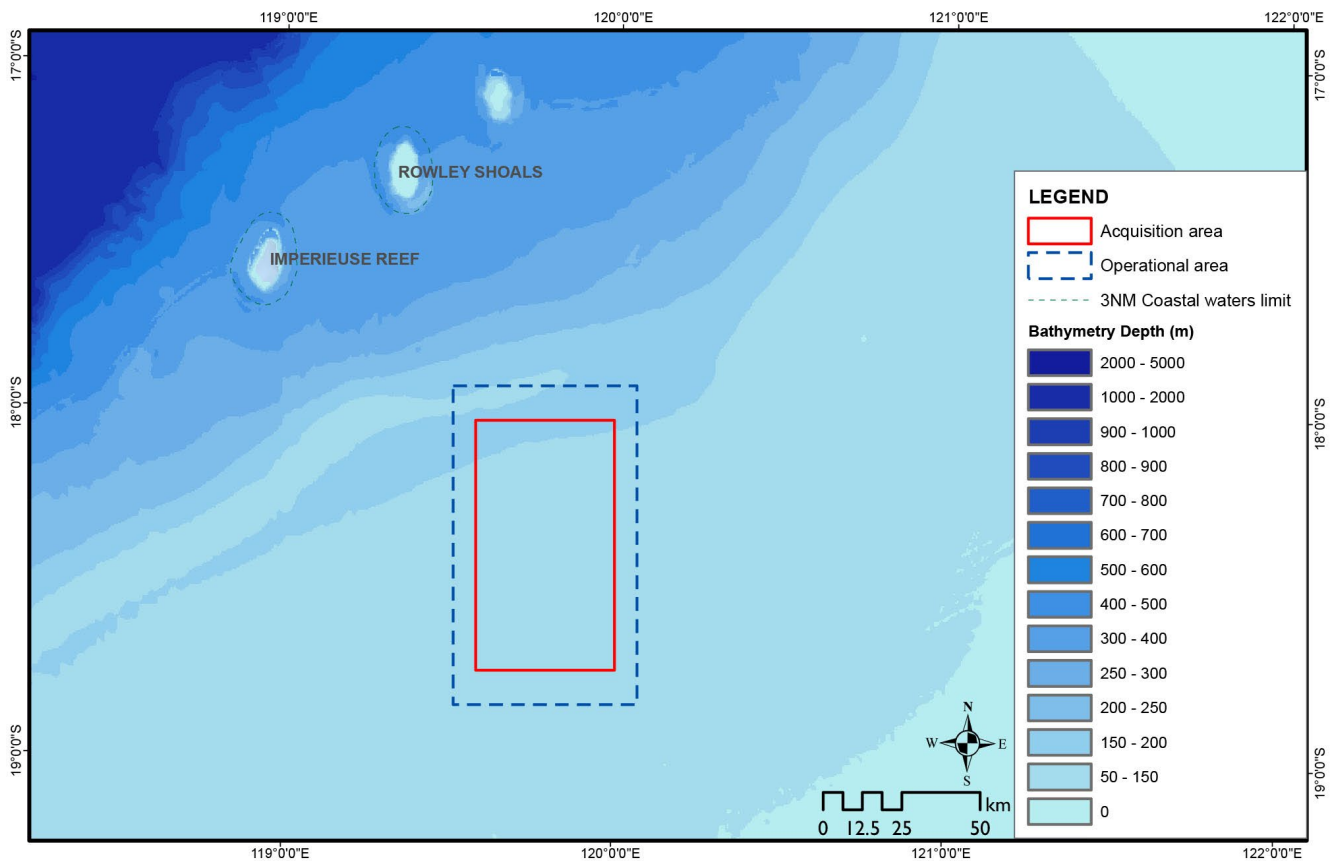 119°0'0"E
120°0'0"E
121°0'0"E
122°0'0"E
17°0'0"S
17°0'0"S
ROWLEY SHOALS
IMPERIEUSE REEF
LEGEND
Acquisition area
Operational area
3NM Coastal waters limit
Bathymetry Depth (m)
2000 - 5000
1000 - 2000
900 - 1000
800 - 900
700 - 800
600 - 700
500 - 600
400 - 500
300 - 400
250 - 300
200 - 250
150 - 200
50 - 150
0
18°0'0"S
18°0'0"S
N
W E
S
19°0'0"S
19°0'0"S
km
0 12.5 25 50
119°0'0"E
120°0'0"E
121°0'0"E
122°0'0"E